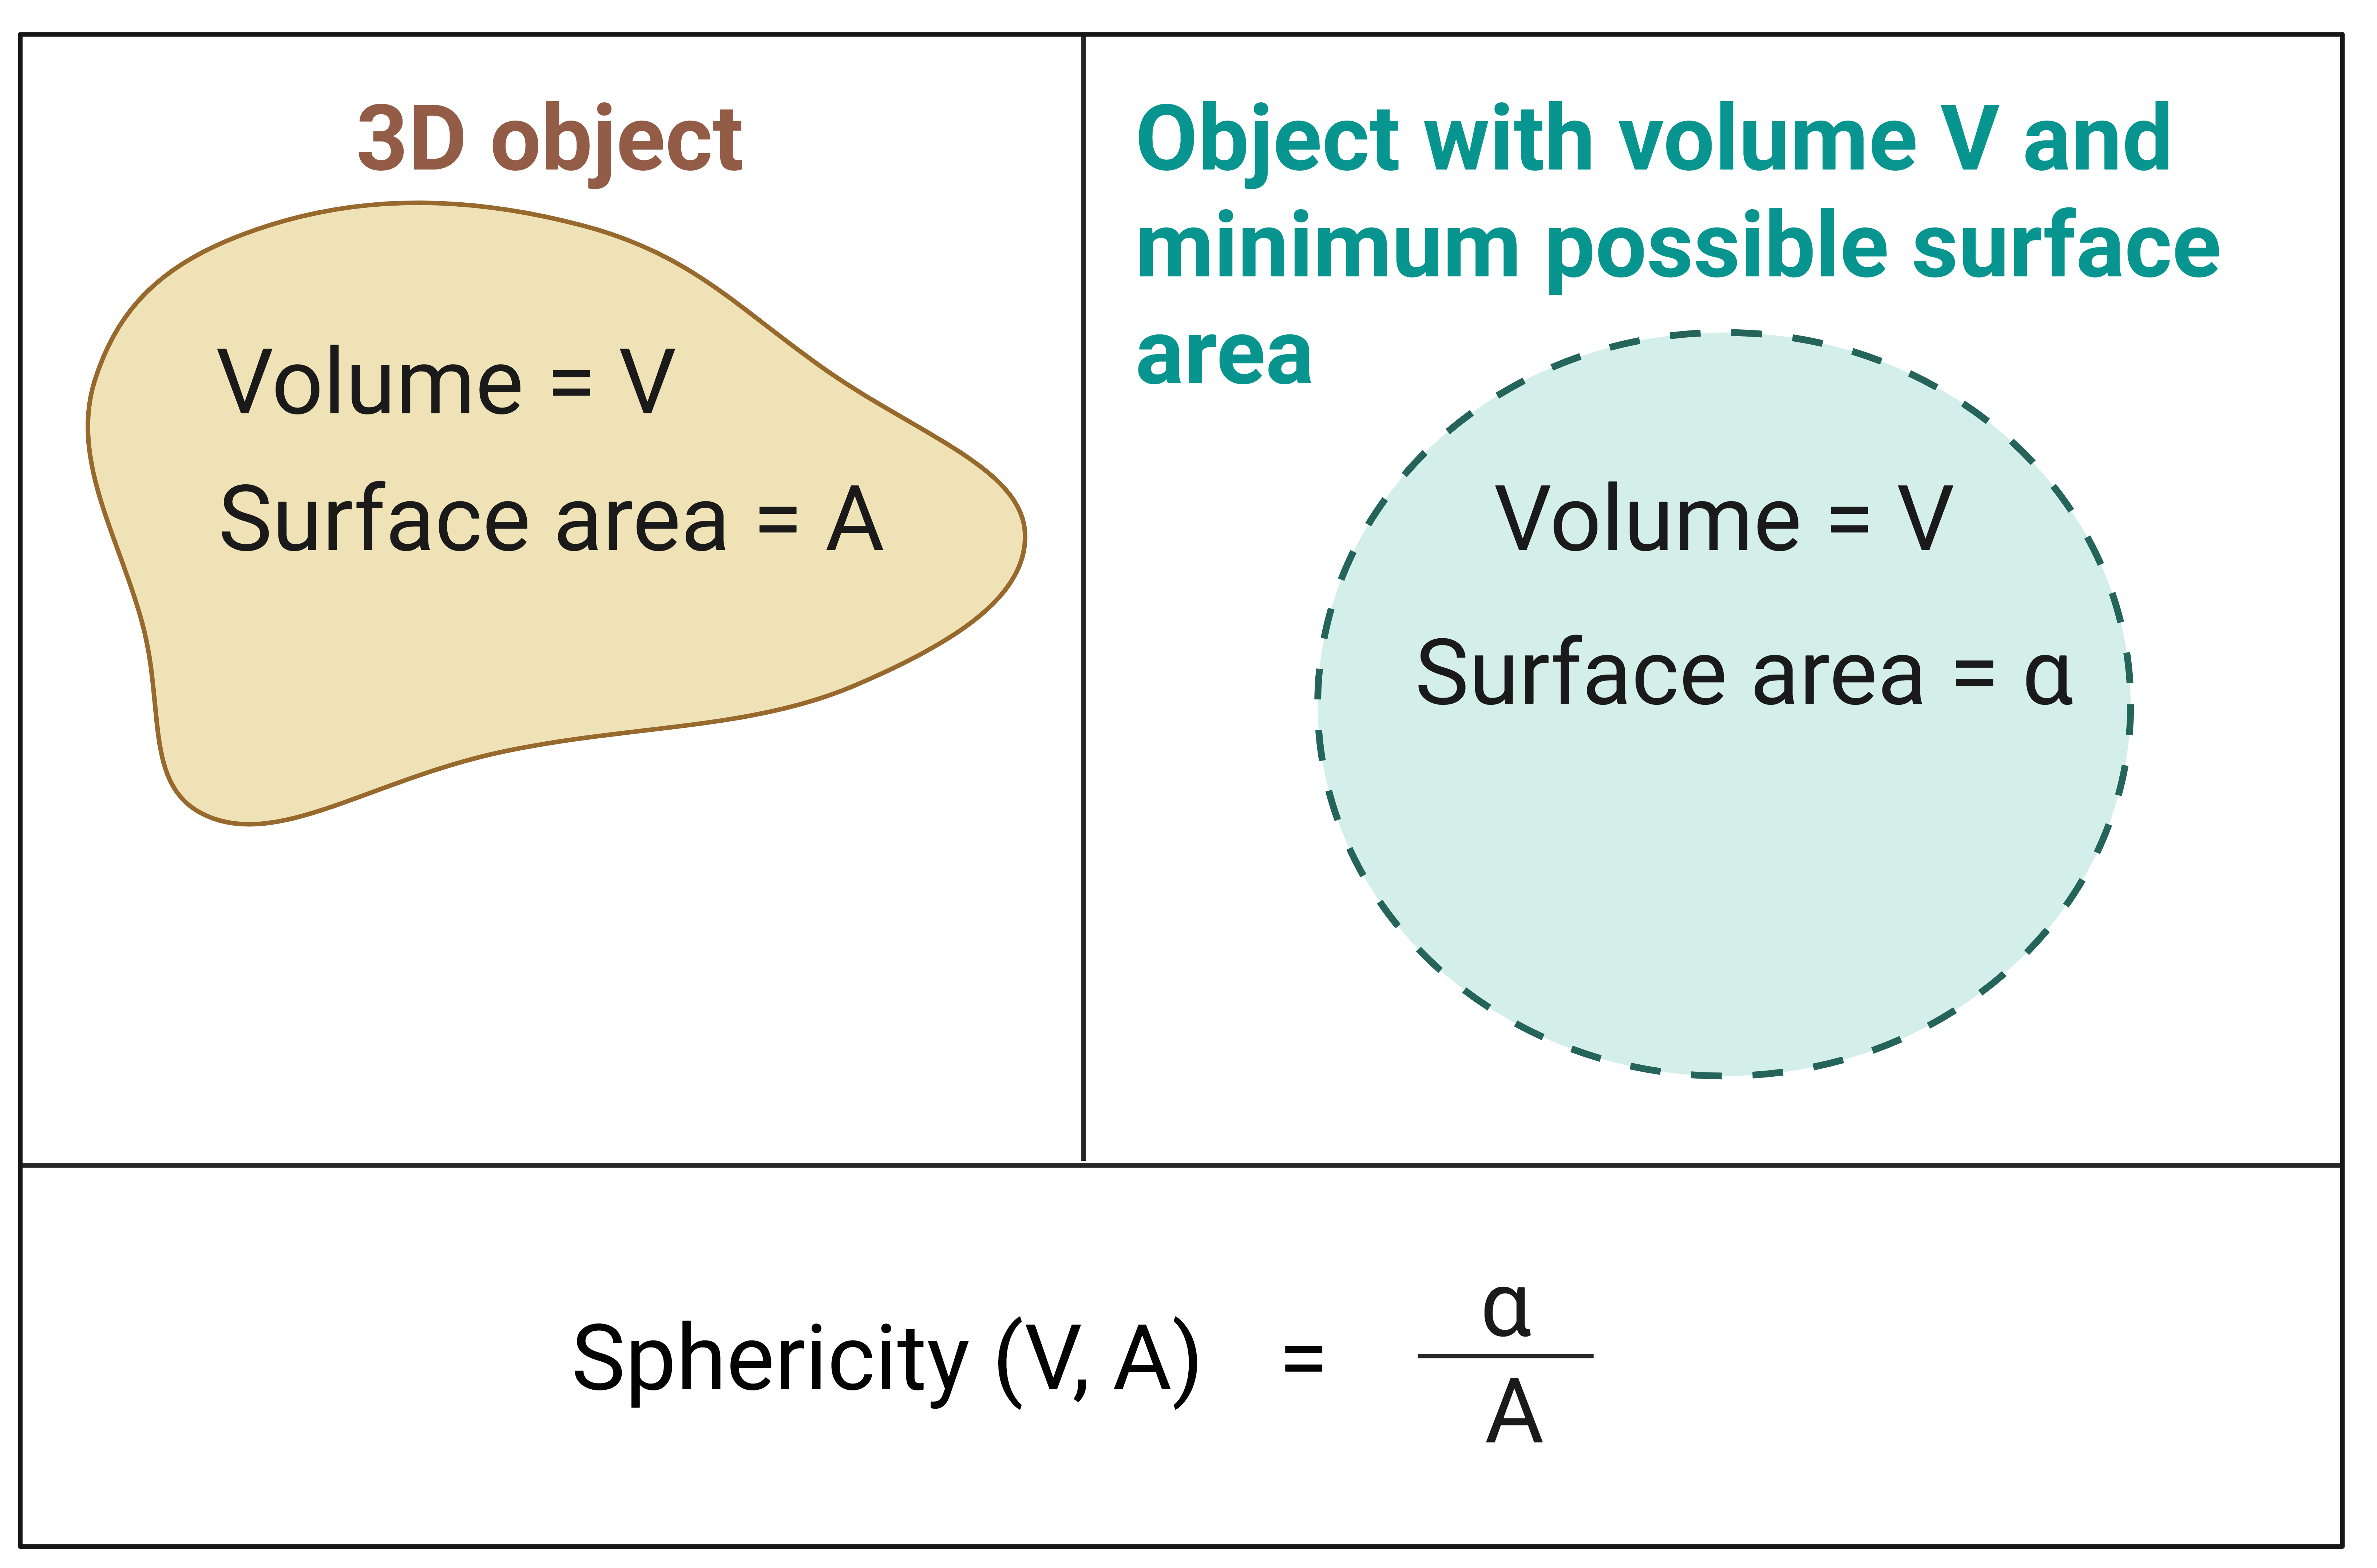 3D object
Volume = V
Surface area = A
Object with volume V and
minimum possible surface
area
Volume = V
Surface area = α
Sphericity (V, A) =
α
A